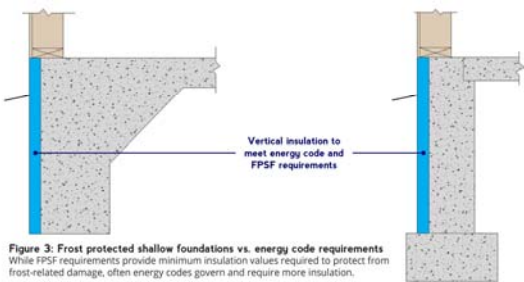 Vertical insulation to
meet energy code and
FPSF requirements
Figure 3: Frost protected shallow foundations vs. energy code requirements
While FPSF requirements provide minimum insulation values required to protect from
frost-related damage, often energy codes govern and require more insulation.